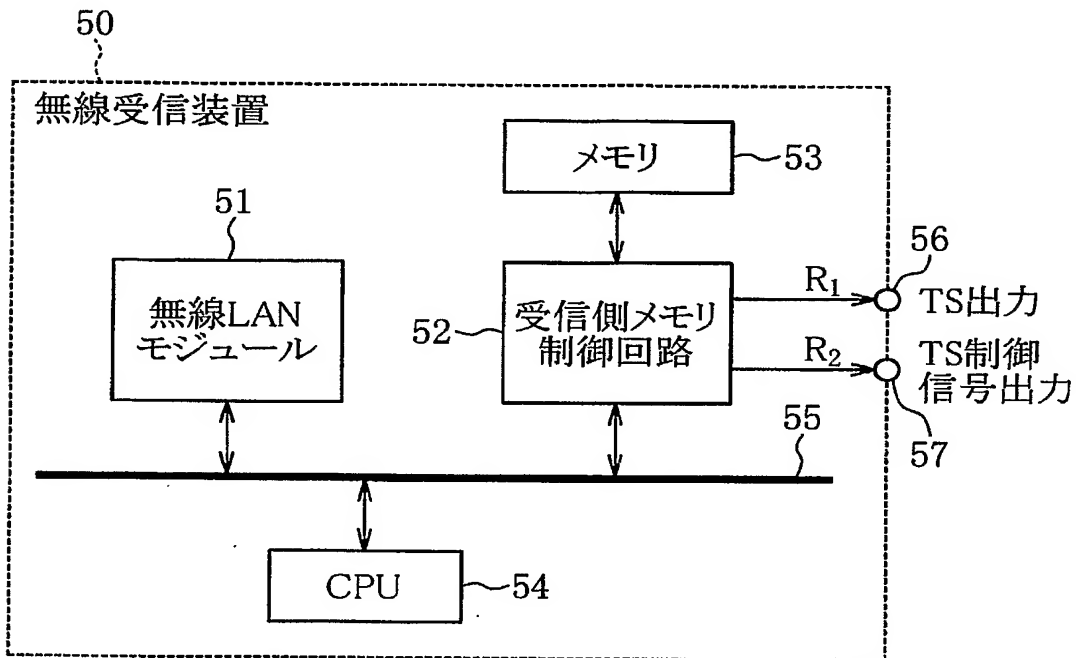 50
無線受信装置
メモリ
53
51
無線LAN
モジュール
52
受信側メモリ
制御回路
R1
56
TS出力
R2
TS制御
信号出力
57
55
CPU
54